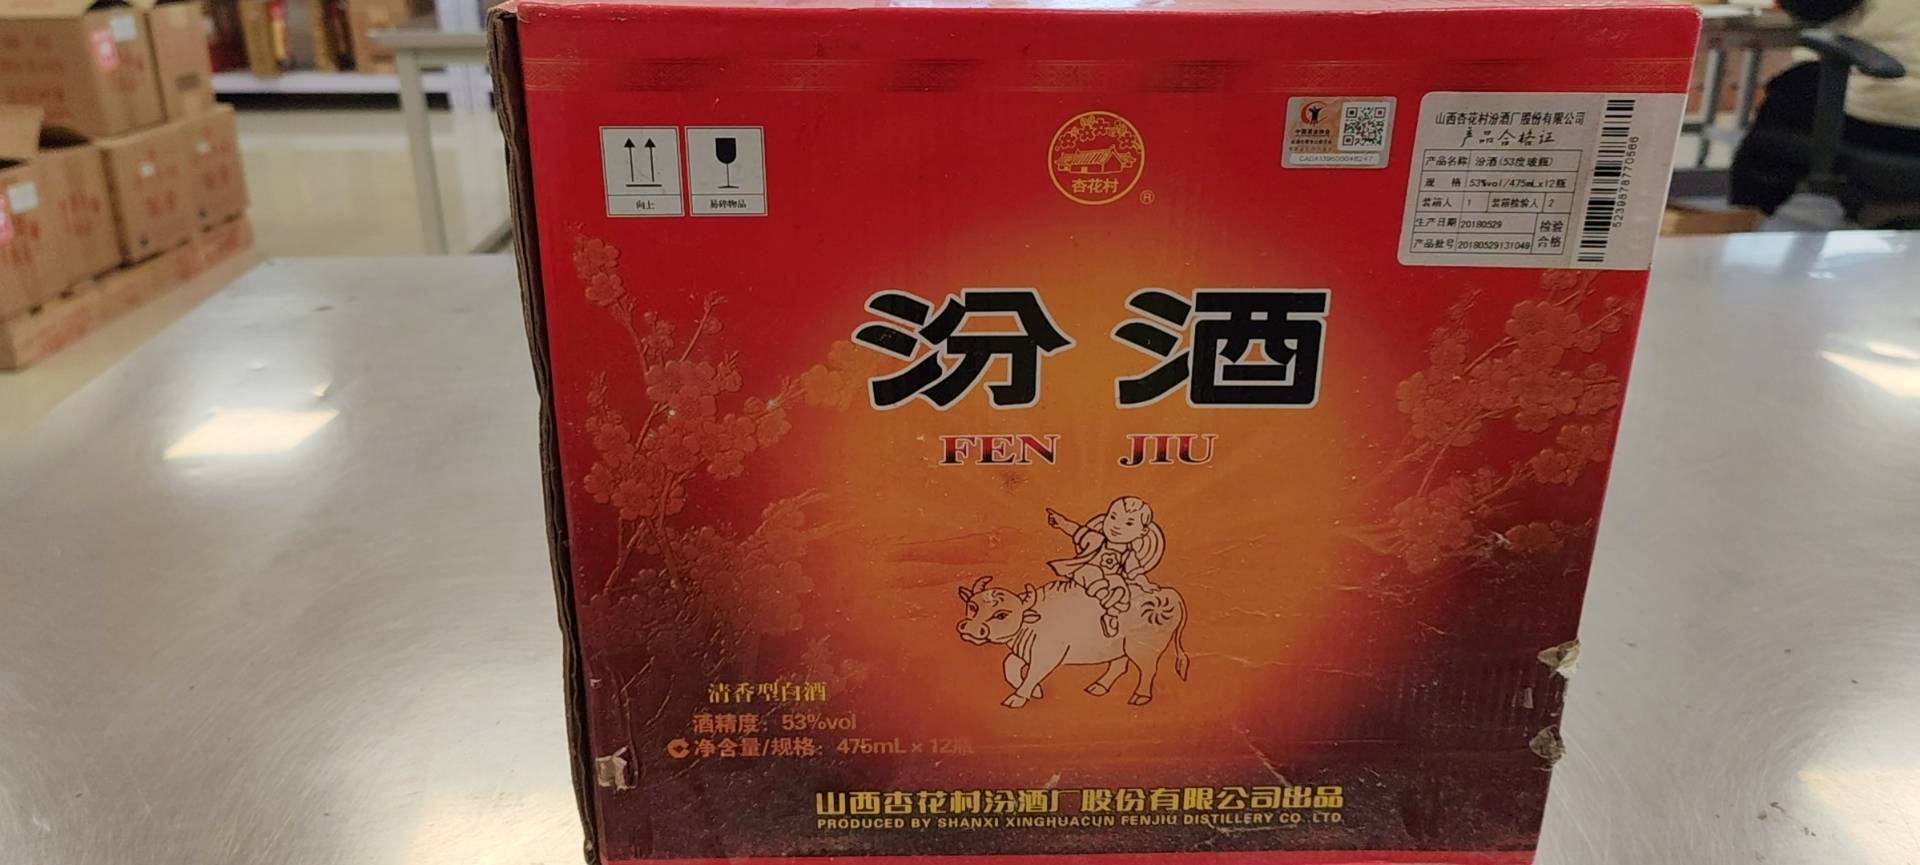 向上
易碎物品
杏花村
®
山西杏花村汾酒厂股份有限公司
产品合格证
产品名称 汾酒(53度玻瓶)
规 格 53%vol/475mLx12瓶
装箱人 1 装箱检验人 2
生产日期 20180529 检验
产品批号 20180529131049 合格
汾酒
FEN JIU
清香型白酒
酒精度：53%vol
净含量/规格：475mL×12瓶
山西杏花村汾酒厂股份有限公司出品
PRODUCED BY SHANXI XINGHUACUN FENJIU DISTILLERY CO.,LTD.